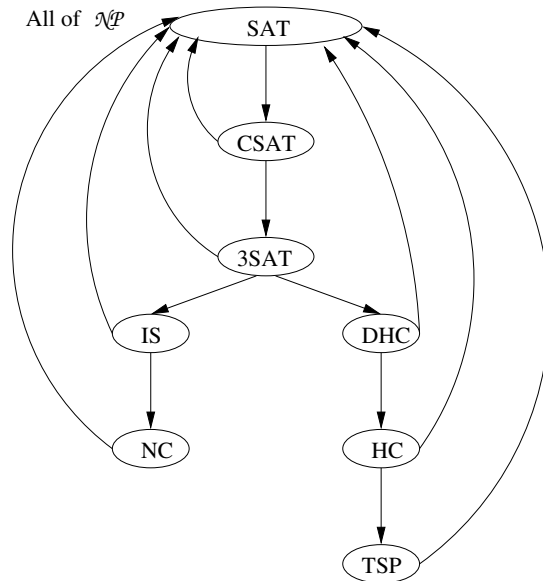 All of NP
SAT
CSAT
3SAT
IS
DHC
NC
HC
TSP